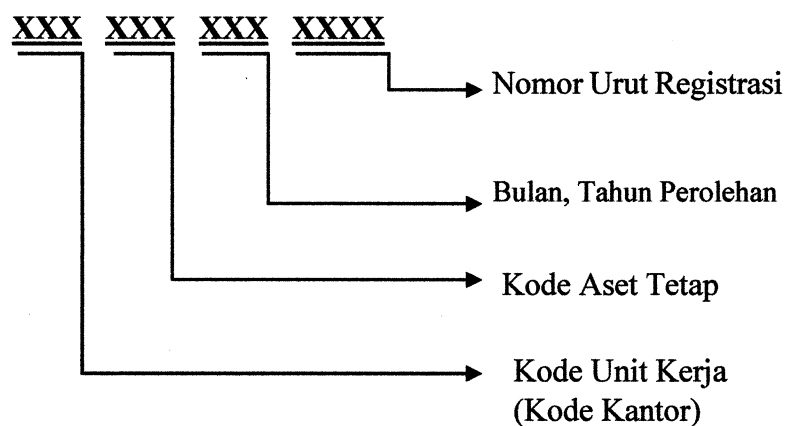 XXX XXX XXX XXXX
Nomor Urut Registrasi
Bulan, Tahun Perolehan
Kode Aset Tetap
Kode Unit Kerja
(Kode Kantor)